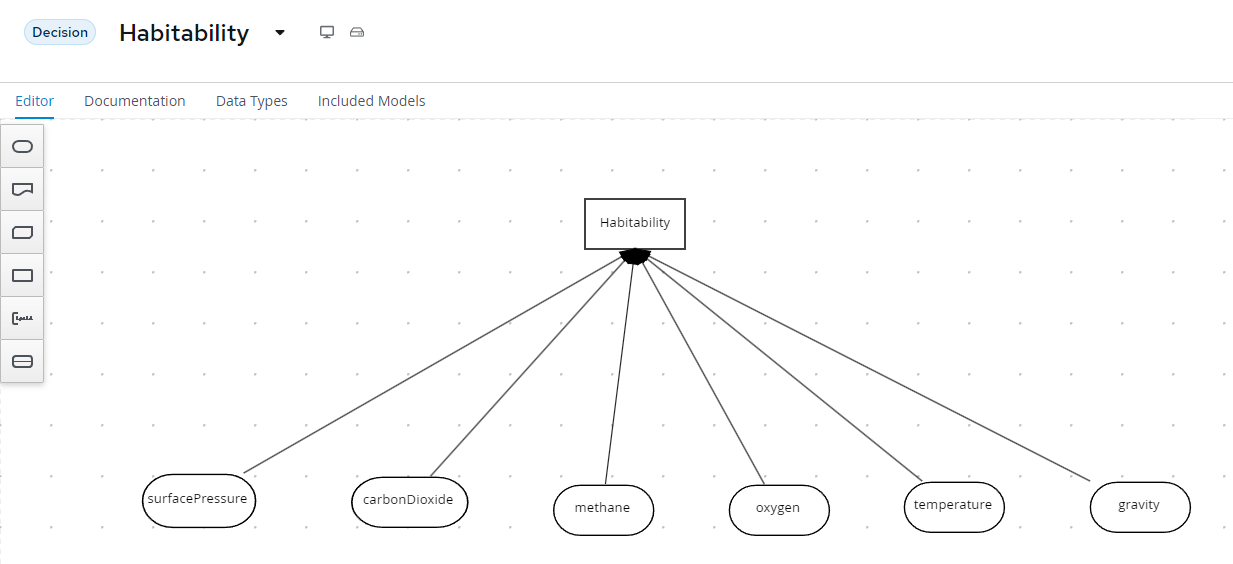 Decision Habitability
Editor Documentation Data Types Included Models
Habitability
surfacePressure carbonDioxide methane oxygen temperature gravity